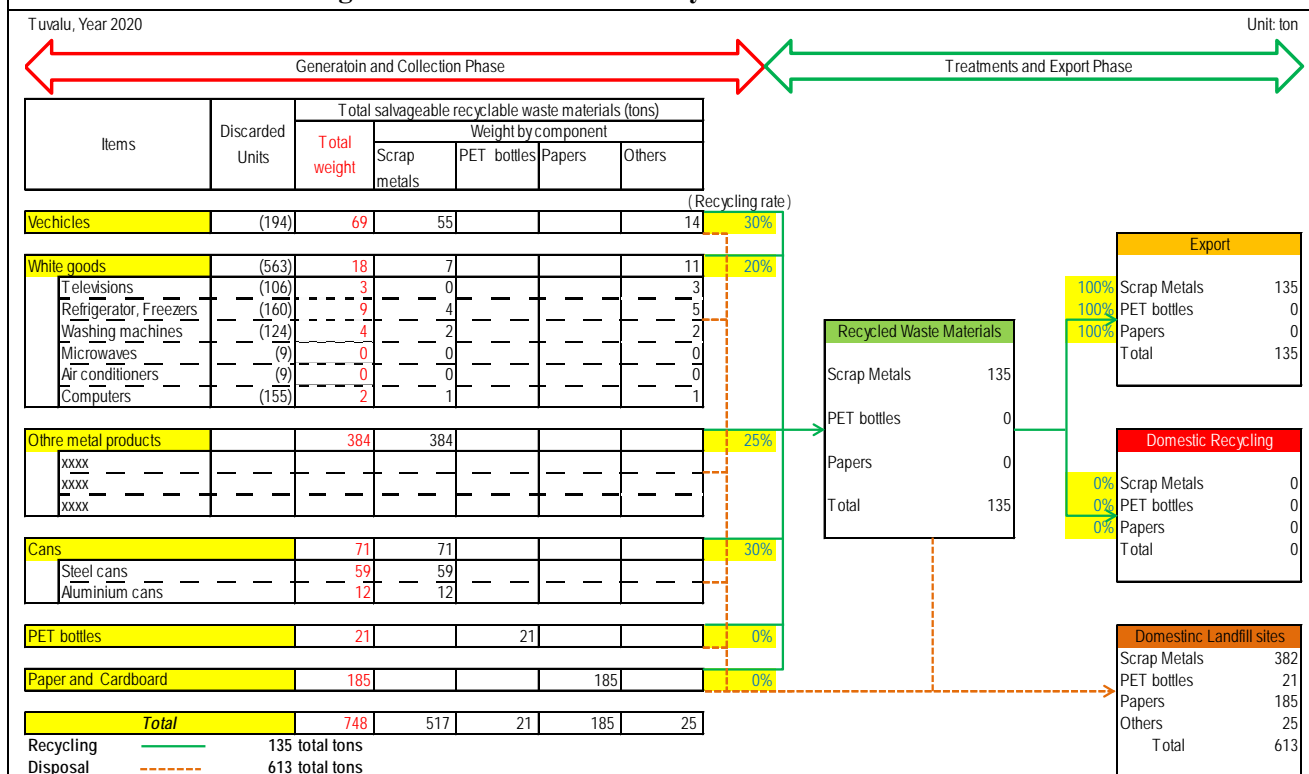 Tuvalu, Year 2020 Unit: ton
Generatoin and Collection Phase Treatments and Export Phase
Items Discarded Units Total salvageable recyclable waste materials (tons)
Total weight Weight by component
Scrap metals PET bottles Papers Others
(Recycling rate)
Vechicles (194) 69 55 14 30%
White goods (563) 18 7 11 20%
Televisions (106) 3 0 3
Refrigerator, Freezers (160) 9 4 5
Washing machines (124) 4 2 2
Microwaves (9) 0 0 0
Air conditioners (9) 0 0 0
Computers (155) 2 1 1
Othre metal products 384 384 25%
xxxx
xxxx
xxxx
Cans 71 71 30%
Steel cans 59 59
Aluminium cans 12 12
PET bottles 21 21 0%
Paper and Cardboard 185 185 0%
Total 748 517 21 185 25
Recycling 135 total tons
Disposal 613 total tons
Recycled Waste Materials
Scrap Metals 135
PET bottles 0
Papers 0
Total 135
Export
100% Scrap Metals 135
100% PET bottles 0
100% Papers 0
Total 135
Domestic Recycling
0% Scrap Metals 0
0% PET bottles 0
0% Papers 0
Total 0
Domestinc Landfill sites
Scrap Metals 382
PET bottles 21
Papers 185
Others 25
Total 613